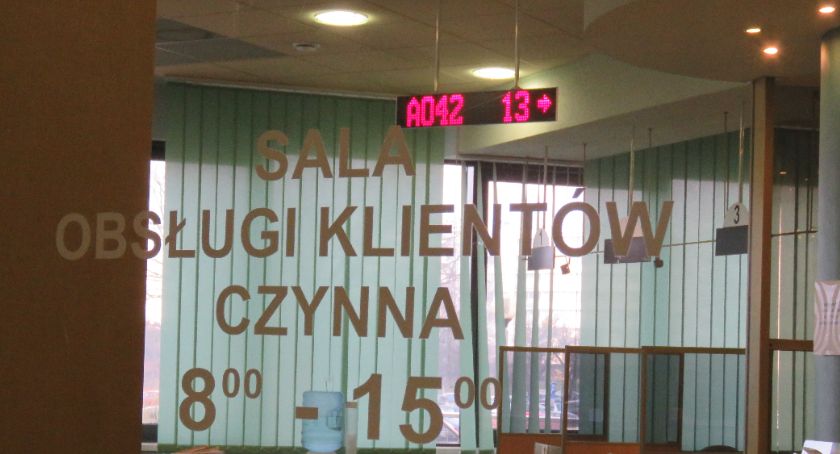 A042 13 →
SALA
OBSŁUGI KLIENTÓW
CZYNNA
8⁰⁰ - 15⁰⁰
3